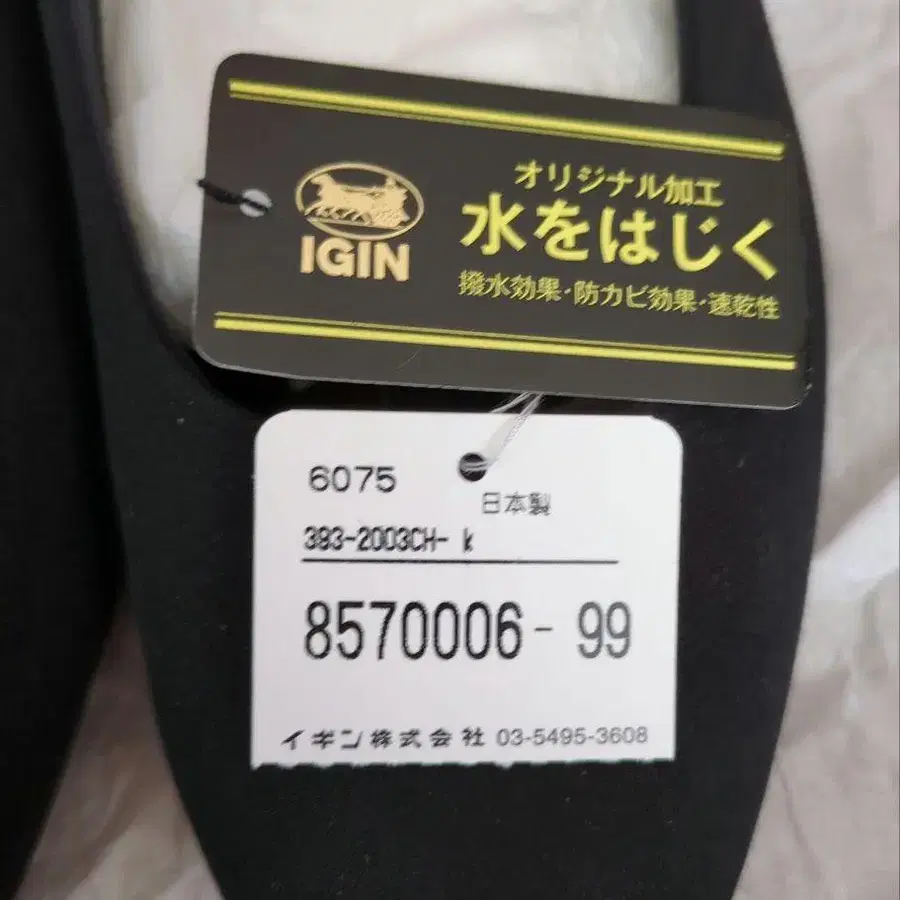 オリジナル加工
水をはじく
撥水効果・防カビ効果・速乾性
IGIN
6075
日本製
393-2003CH- k
8570006- 99
イギン株式会社 03-5495-3608